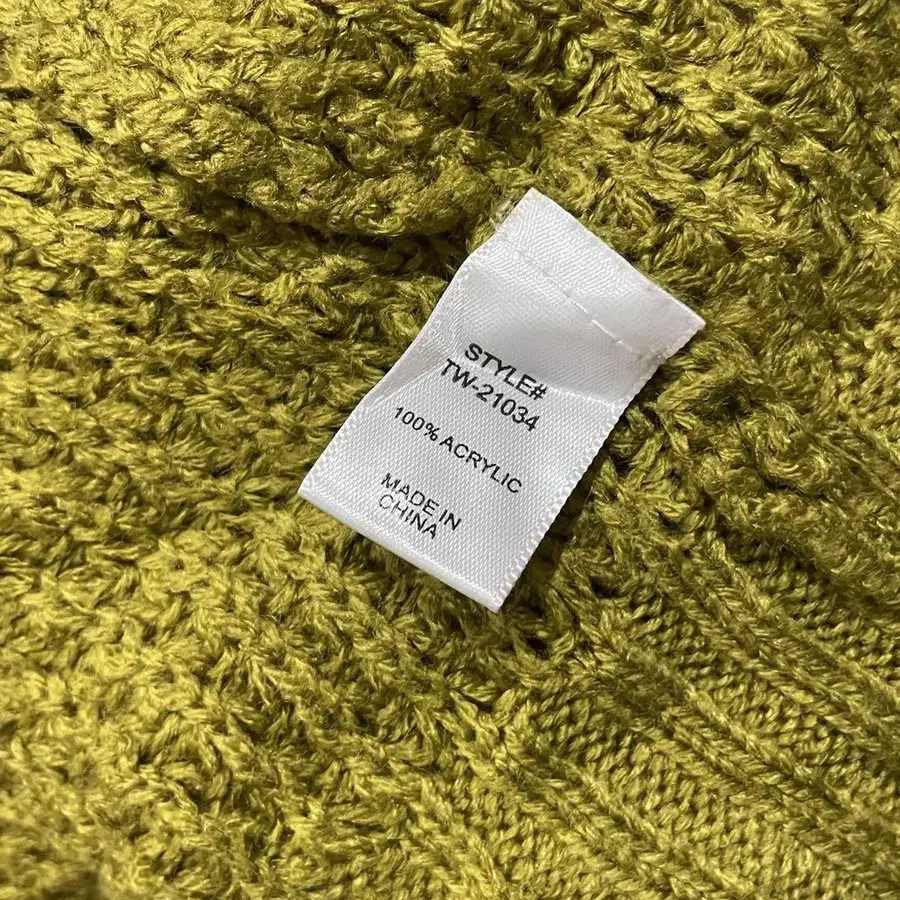 STYLE#
TW-21034
100% ACRYLIC
MADE IN
CHINA